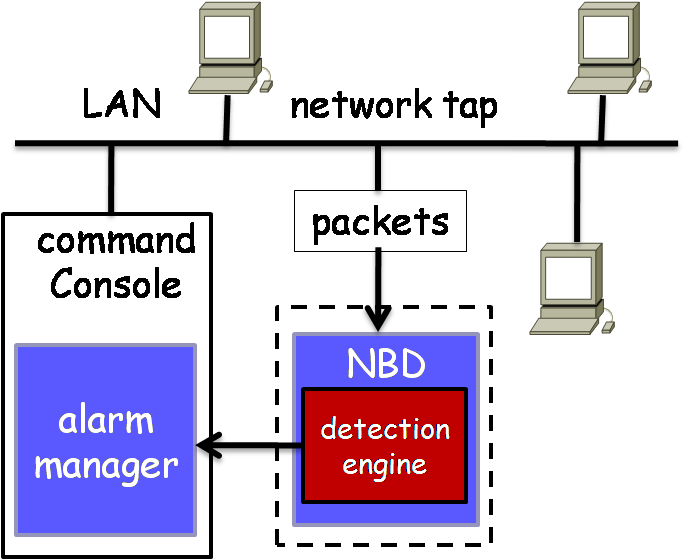 LAN
network tap
packets
command
Console
NBD
detection
engine
alarm
manager